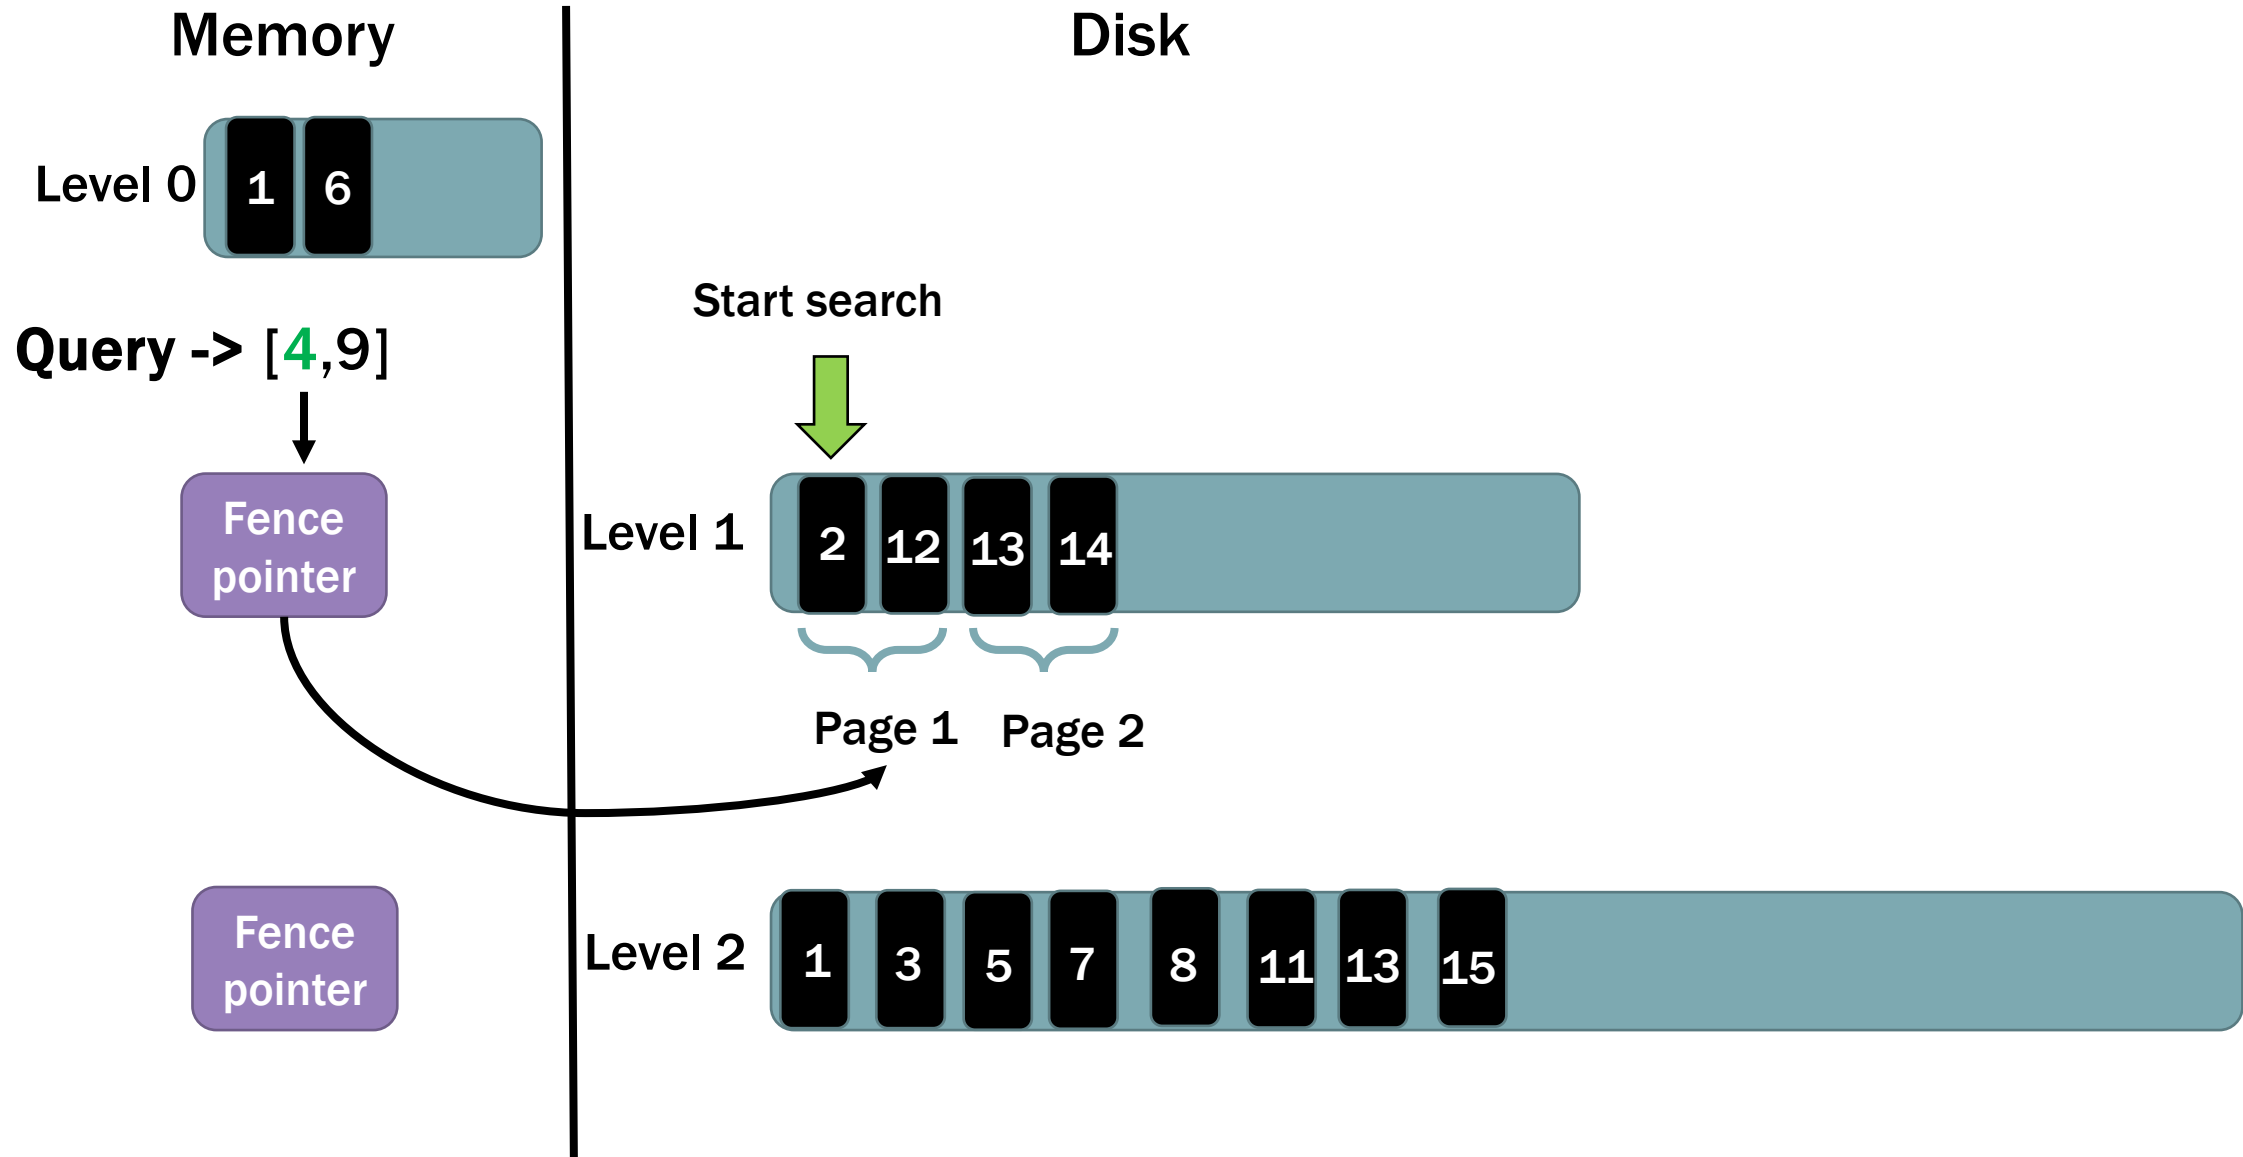 Memory
Disk
Level 0
1 6
Start search
Query -> [4,9]
Fence
pointer
Level 1
2 12 13 14
Page 1 Page 2
Fence
pointer
Level 2
1 3 5 7 8 11 13 15